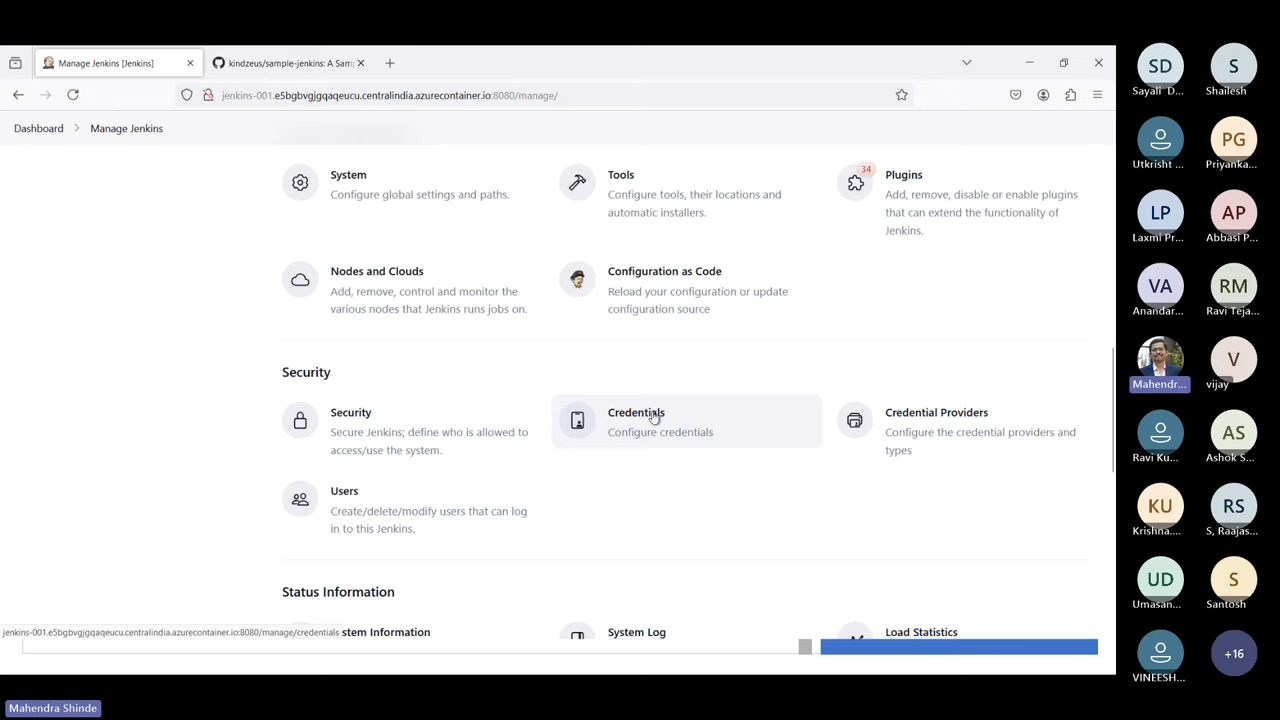 Manage Jenkins [Jenkins]
kindzeus/sample-jenkins: A Sam
jenkins-001.e5bgbvgjgqaqeucu.centralindia.azurecontainer.io:8080/manage/
Dashboard
Manage Jenkins
System
Configure global settings and paths.
Tools
Configure tools, their locations and
automatic installers.
34
Plugins
Add, remove, disable or enable plugins
that can extend the functionality of
Jenkins.
Nodes and Clouds
Add, remove, control and monitor the
various nodes that Jenkins runs jobs on.
Configuration as Code
Reload your configuration or update
configuration source
Security
Security
Secure Jenkins; define who is allowed to
access/use the system.
Credentials
Configure credentials
Credential Providers
Configure the credential providers and
types
Users
Create/delete/modify users that can log
in to this Jenkins.
Status Information
jenkins-001.e5bgbvgjgqaqeucu.centralindia.azurecontainer.io:8080/manage/credentials
stem Information
System Log
Load Statistics
SD
Sayali D...
S
Shailesh
Utkrisht ...
PG
Priyanka...
LP
Laxmi Pr...
AP
Abbasi P...
VA
Anandar...
RM
Ravi Teja...
Mahendr...
V
vijay
Ravi Ku...
AS
Ashok S...
KU
Krishna....
RS
S, Raajas...
UD
Umasan...
S
Santosh
VINEESH...
+16
Mahendra Shinde